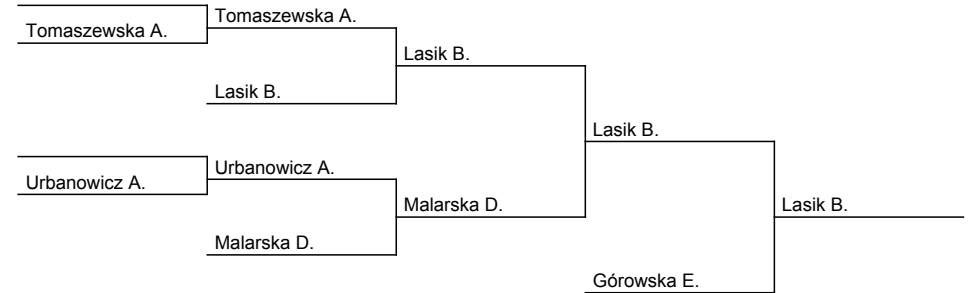 Tomaszewska A.
Tomaszewska A.
Lasik B.
Lasik B.
Lasik B.
Urbanowicz A.
Urbanowicz A.
Malarska D.
Lasik B.
Malarska D.
Górowska E.